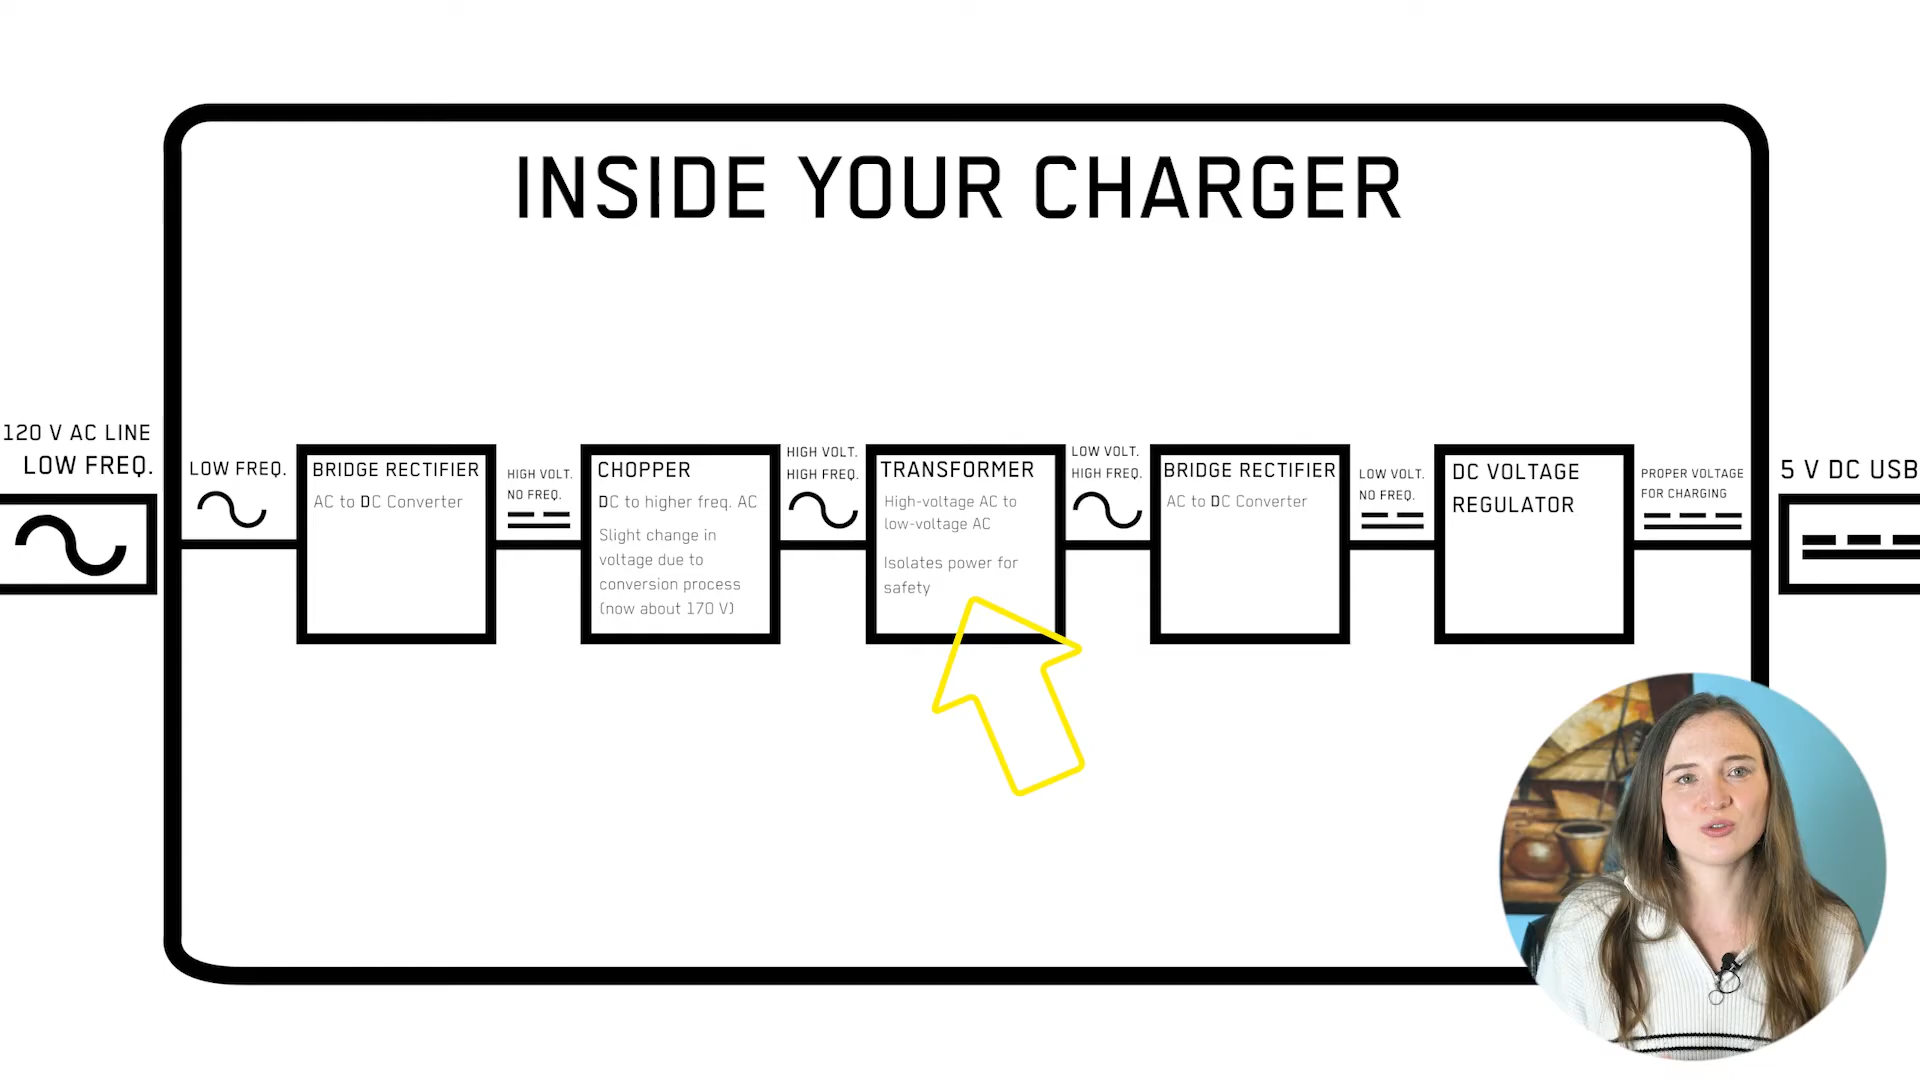 INSIDE YOUR CHARGER
120 V AC LINE
LOW FREQ.
LOW FREQ.
BRIDGE RECTIFIER
AC to DC Converter
HIGH VOLT.
NO FREQ.
CHOPPER
DC to higher freq. AC
Slight change in
voltage due to
conversion process
(now about 170 V)
HIGH VOLT.
HIGH FREQ.
TRANSFORMER
High-voltage AC to
low-voltage AC
Isolates power for
safety
LOW VOLT.
HIGH FREQ.
BRIDGE RECTIFIER
AC to DC Converter
LOW VOLT.
NO FREQ.
DC VOLTAGE
REGULATOR
PROPER VOLTAGE
FOR CHARGING
5 V DC USB